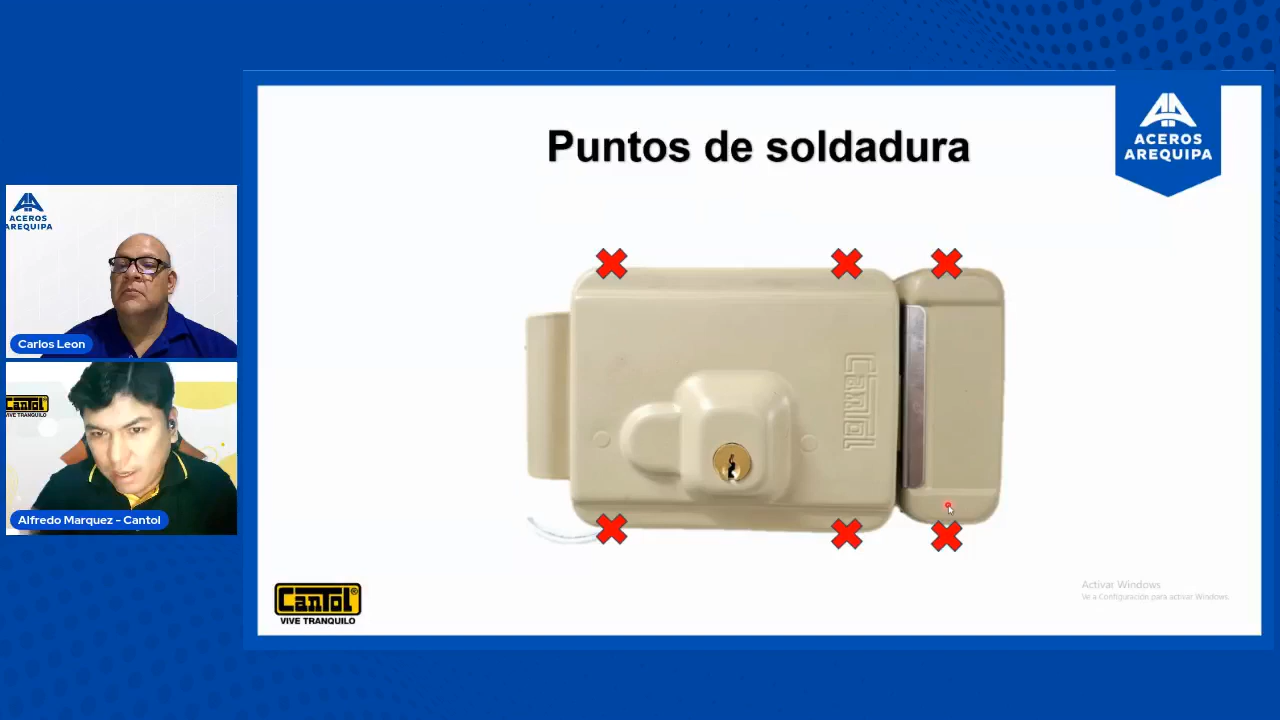 Puntos de soldadura
ACEROS
AREQUIPA
ACEROS
AREQUIPA
Carlos Leon
CanTol
VIVE TRANQUILO
Alfredo Marquez - Cantol
CanTol
CanTol®
VIVE TRANQUILO
Activar Windows
Ve a Configuración para activar Windows.